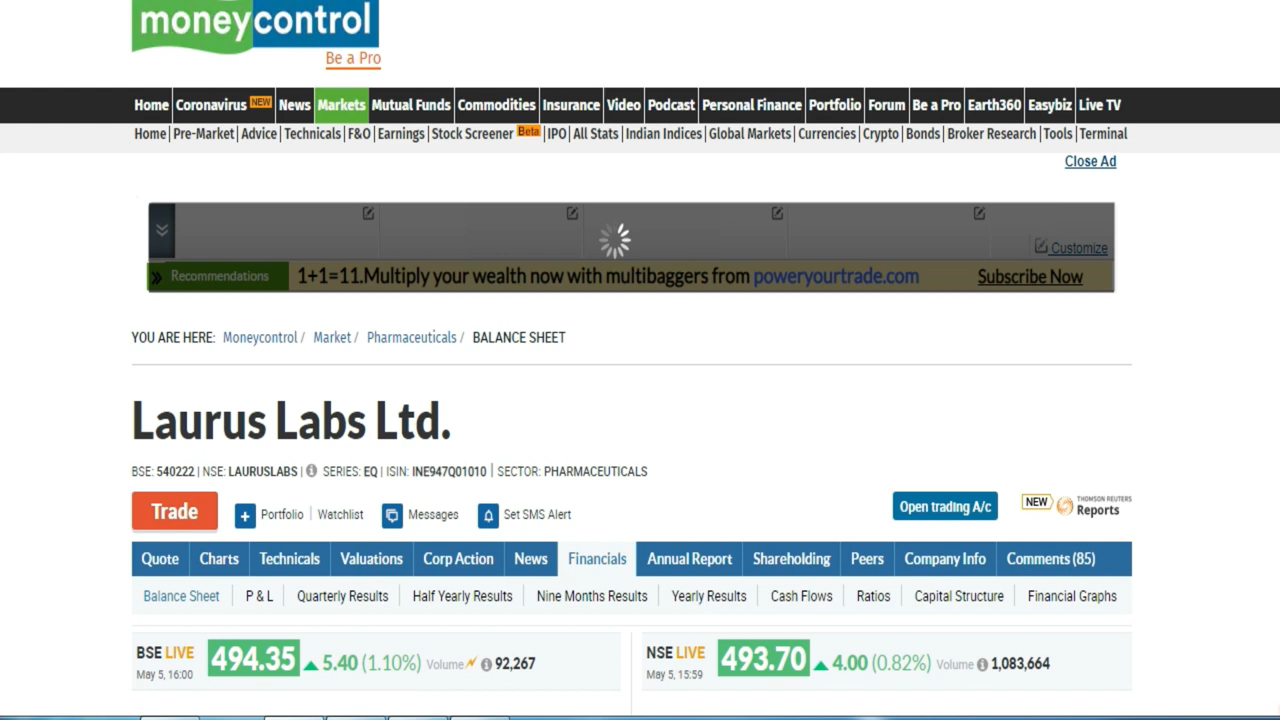 moneycontrol
Be a Pro
Home Coronavirus NEW News Markets Mutual Funds Commodities Insurance Video Podcast Personal Finance Portfolio Forum Be a Pro Earth360 Easybiz Live TV
Home Pre-Market Advice Technicals F&O Earnings Stock Screener Beta IPO All Stats Indian Indices Global Markets Currencies Crypto Bonds Broker Research Tools Terminal
Close Ad
Customize
Recommendations 1+1=11.Multiply your wealth now with multibaggers from poweryourtrade.com Subscribe Now
YOU ARE HERE: Moneycontrol / Market / Pharmaceuticals / BALANCE SHEET
Laurus Labs Ltd.
BSE: 540222 | NSE: LAURUSLABS | SERIES: EQ | ISIN: INE947Q01010 | SECTOR: PHARMACEUTICALS
Trade + Portfolio | Watchlist Messages Set SMS Alert Open trading A/c NEW THOMSON REUTERS Reports
Quote Charts Technicals Valuations Corp Action News Financials Annual Report Shareholding Peers Company Info Comments (85)
Balance Sheet P & L Quarterly Results Half Yearly Results Nine Months Results Yearly Results Cash Flows Ratios Capital Structure Financial Graphs
BSE LIVE 494.35 5.40 (1.10%) Volume 92,267
May 5, 16:00
NSE LIVE 493.70 4.00 (0.82%) Volume 1,083,664
May 5, 15:59